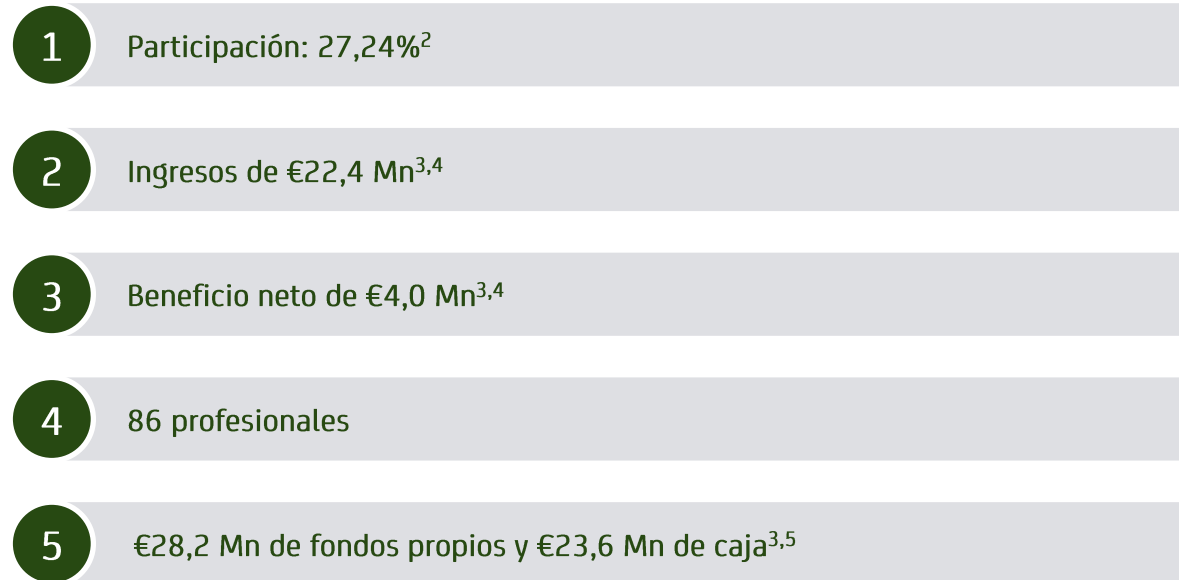 1 Participación: 27,24%²
2 Ingresos de €22,4 Mn³,⁴
3 Beneficio neto de €4,0 Mn³,⁴
4 86 profesionales
5 €28,2 Mn de fondos propios y €23,6 Mn de caja³,⁵